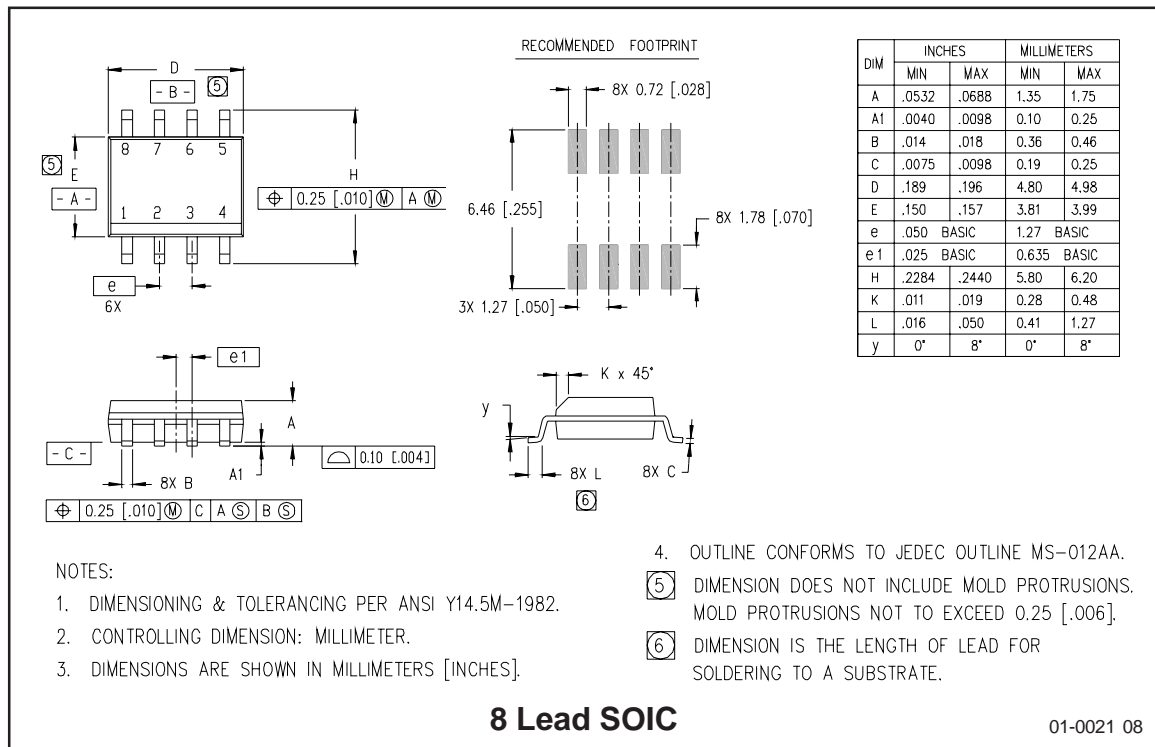 RECOMMENDED FOOTPRINT
D
- B -
5
8 7 6 5
5
E
- A -
H
⌖ 0.25 [.010] Ⓜ A Ⓜ
1 2 3 4
e
6X
8X 0.72 [.028]
6.46 [.255]
8X 1.78 [.070]
3X 1.27 [.050]
DIM INCHES MILLIMETERS
MIN MAX MIN MAX
A .0532 .0688 1.35 1.75
A1 .0040 .0098 0.10 0.25
B .014 .018 0.36 0.46
C .0075 .0098 0.19 0.25
D .189 .196 4.80 4.98
E .150 .157 3.81 3.99
e .050 BASIC 1.27 BASIC
e1 .025 BASIC 0.635 BASIC
H .2284 .2440 5.80 6.20
K .011 .019 0.28 0.48
L .016 .050 0.41 1.27
y 0° 8° 0° 8°
e1
A
- C -
8X B
A1
⌓ 0.10 [.004]
⌖ 0.25 [.010] Ⓜ C A Ⓢ B Ⓢ
K x 45°
y
8X L
6
8X C
NOTES:
1. DIMENSIONING & TOLERANCING PER ANSI Y14.5M-1982.
2. CONTROLLING DIMENSION: MILLIMETER.
3. DIMENSIONS ARE SHOWN IN MILLIMETERS [INCHES].
4. OUTLINE CONFORMS TO JEDEC OUTLINE MS-012AA.
5 DIMENSION DOES NOT INCLUDE MOLD PROTRUSIONS.
MOLD PROTRUSIONS NOT TO EXCEED 0.25 [.006].
6 DIMENSION IS THE LENGTH OF LEAD FOR
SOLDERING TO A SUBSTRATE.
8 Lead SOIC
01-0021 08